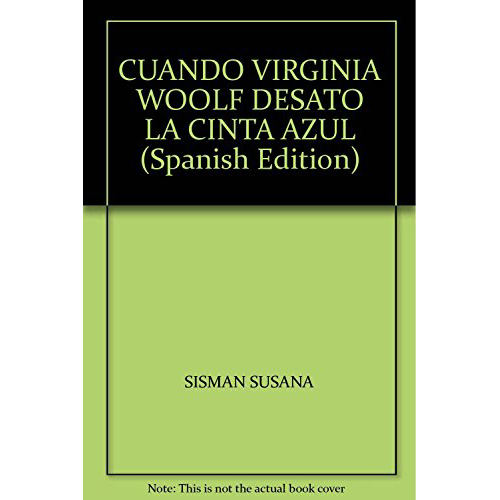 CUANDO VIRGINIA
WOOLF DESATO
LA CINTA AZUL
(Spanish Edition)
SISMAN SUSANA
Note: This is not the actual book cover